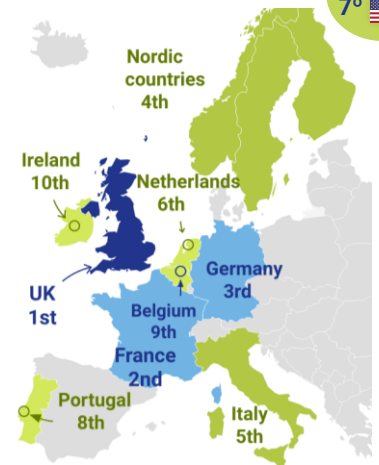 7º
Nordic
countries
4th
Ireland
10th
Netherlands
6th
UK
1st
Germany
3rd
Belgium
9th
France
2nd
Portugal
8th
Italy
5th